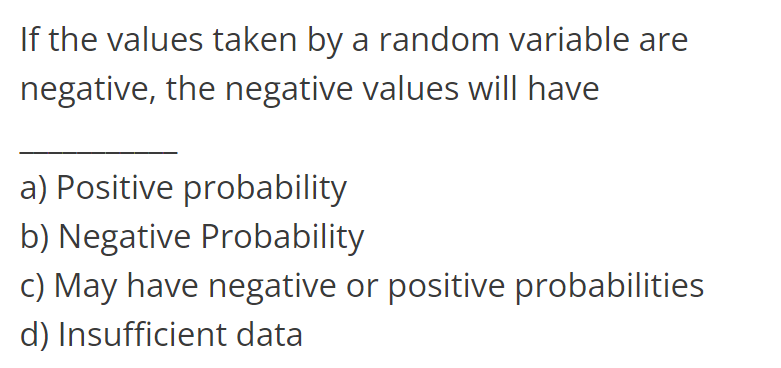 If the values taken by a random variable are
negative, the negative values will have
___________
a) Positive probability
b) Negative Probability
c) May have negative or positive probabilities
d) Insufficient data